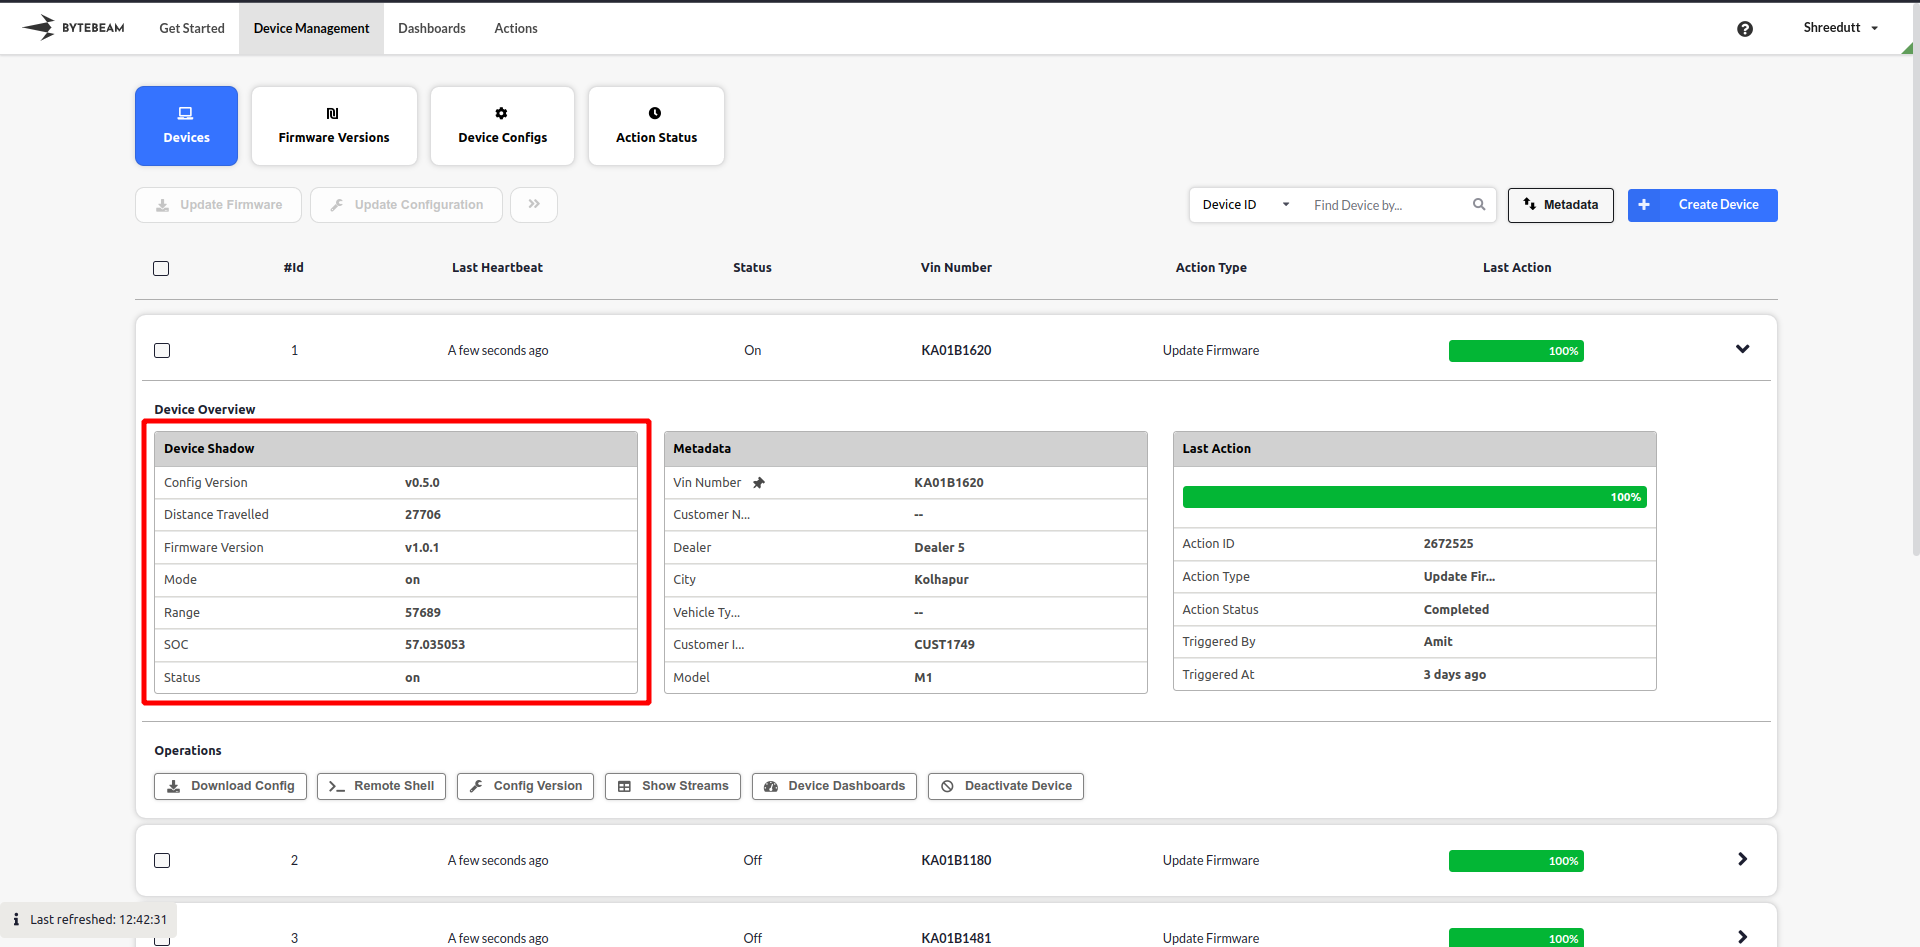 BYTEBEAM Get Started Device Management Dashboards Actions Shreedutt
Devices Firmware Versions Device Configs Action Status
Update Firmware Update Configuration Device ID Find Device by... Metadata Create Device
#Id Last Heartbeat Status Vin Number Action Type Last Action
1 A few seconds ago On KA01B1620 Update Firmware 100%
Device Overview
Device Shadow
Config Version v0.5.0
Distance Travelled 27706
Firmware Version v1.0.1
Mode on
Range 57689
SOC 57.035053
Status on
Metadata
Vin Number KA01B1620
Customer N... --
Dealer Dealer 5
City Kolhapur
Vehicle Ty... --
Customer I... CUST1749
Model M1
Last Action
100%
Action ID 2672525
Action Type Update Fir...
Action Status Completed
Triggered By Amit
Triggered At 3 days ago
Operations
Download Config Remote Shell Config Version Show Streams Device Dashboards Deactivate Device
2 A few seconds ago Off KA01B1180 Update Firmware 100%
Last refreshed: 12:42:31
3 A few seconds ago Off KA01B1481 Update Firmware 100%